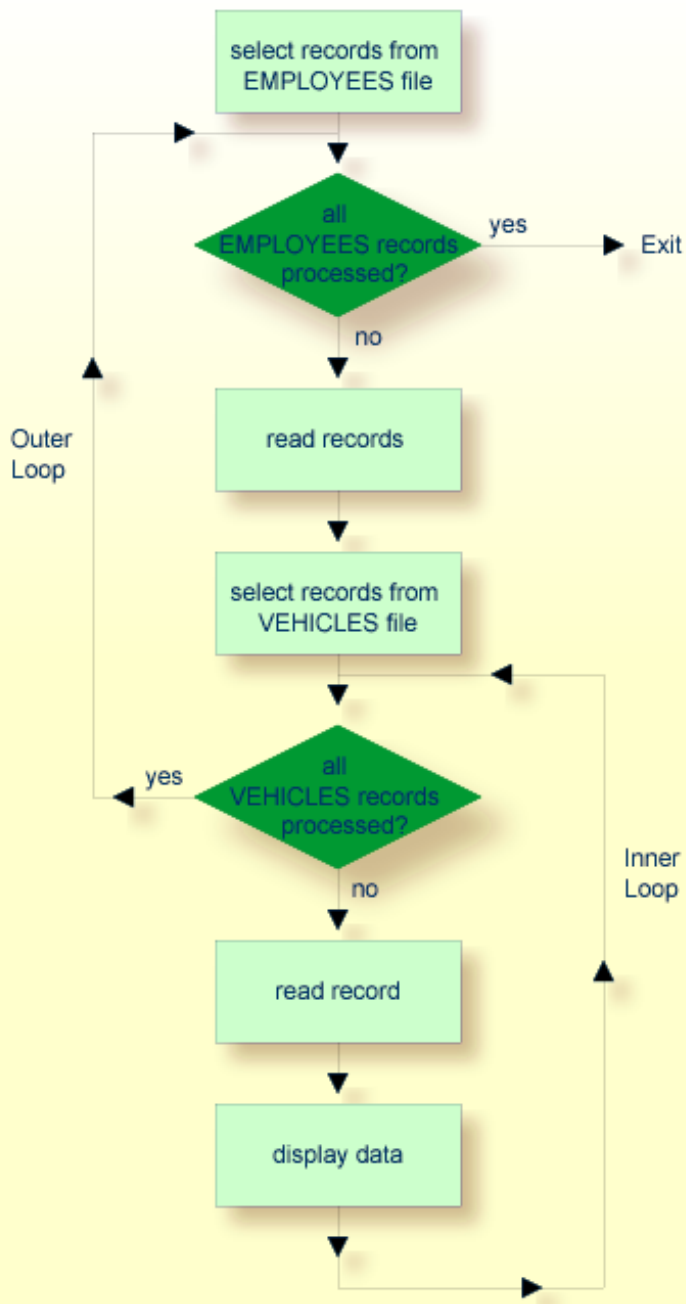 select records from
EMPLOYEES file
all
EMPLOYEES records
processed?
yes
Exit
no
Outer
Loop
read records
select records from
VEHICLES file
all
VEHICLES records
processed?
yes
no
Inner
Loop
read record
display data